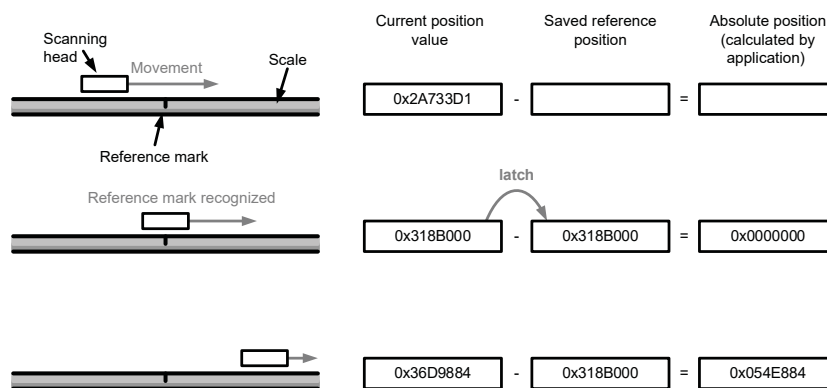 Current position
value
Saved reference
position
Absolute position
(calculated by
application)
Scanning
head
Movement
Scale
0x2A733D1 - =
Reference mark
latch
Reference mark recognized
0x318B000 - 0x318B000 = 0x0000000
0x36D9884 - 0x318B000 = 0x054E884